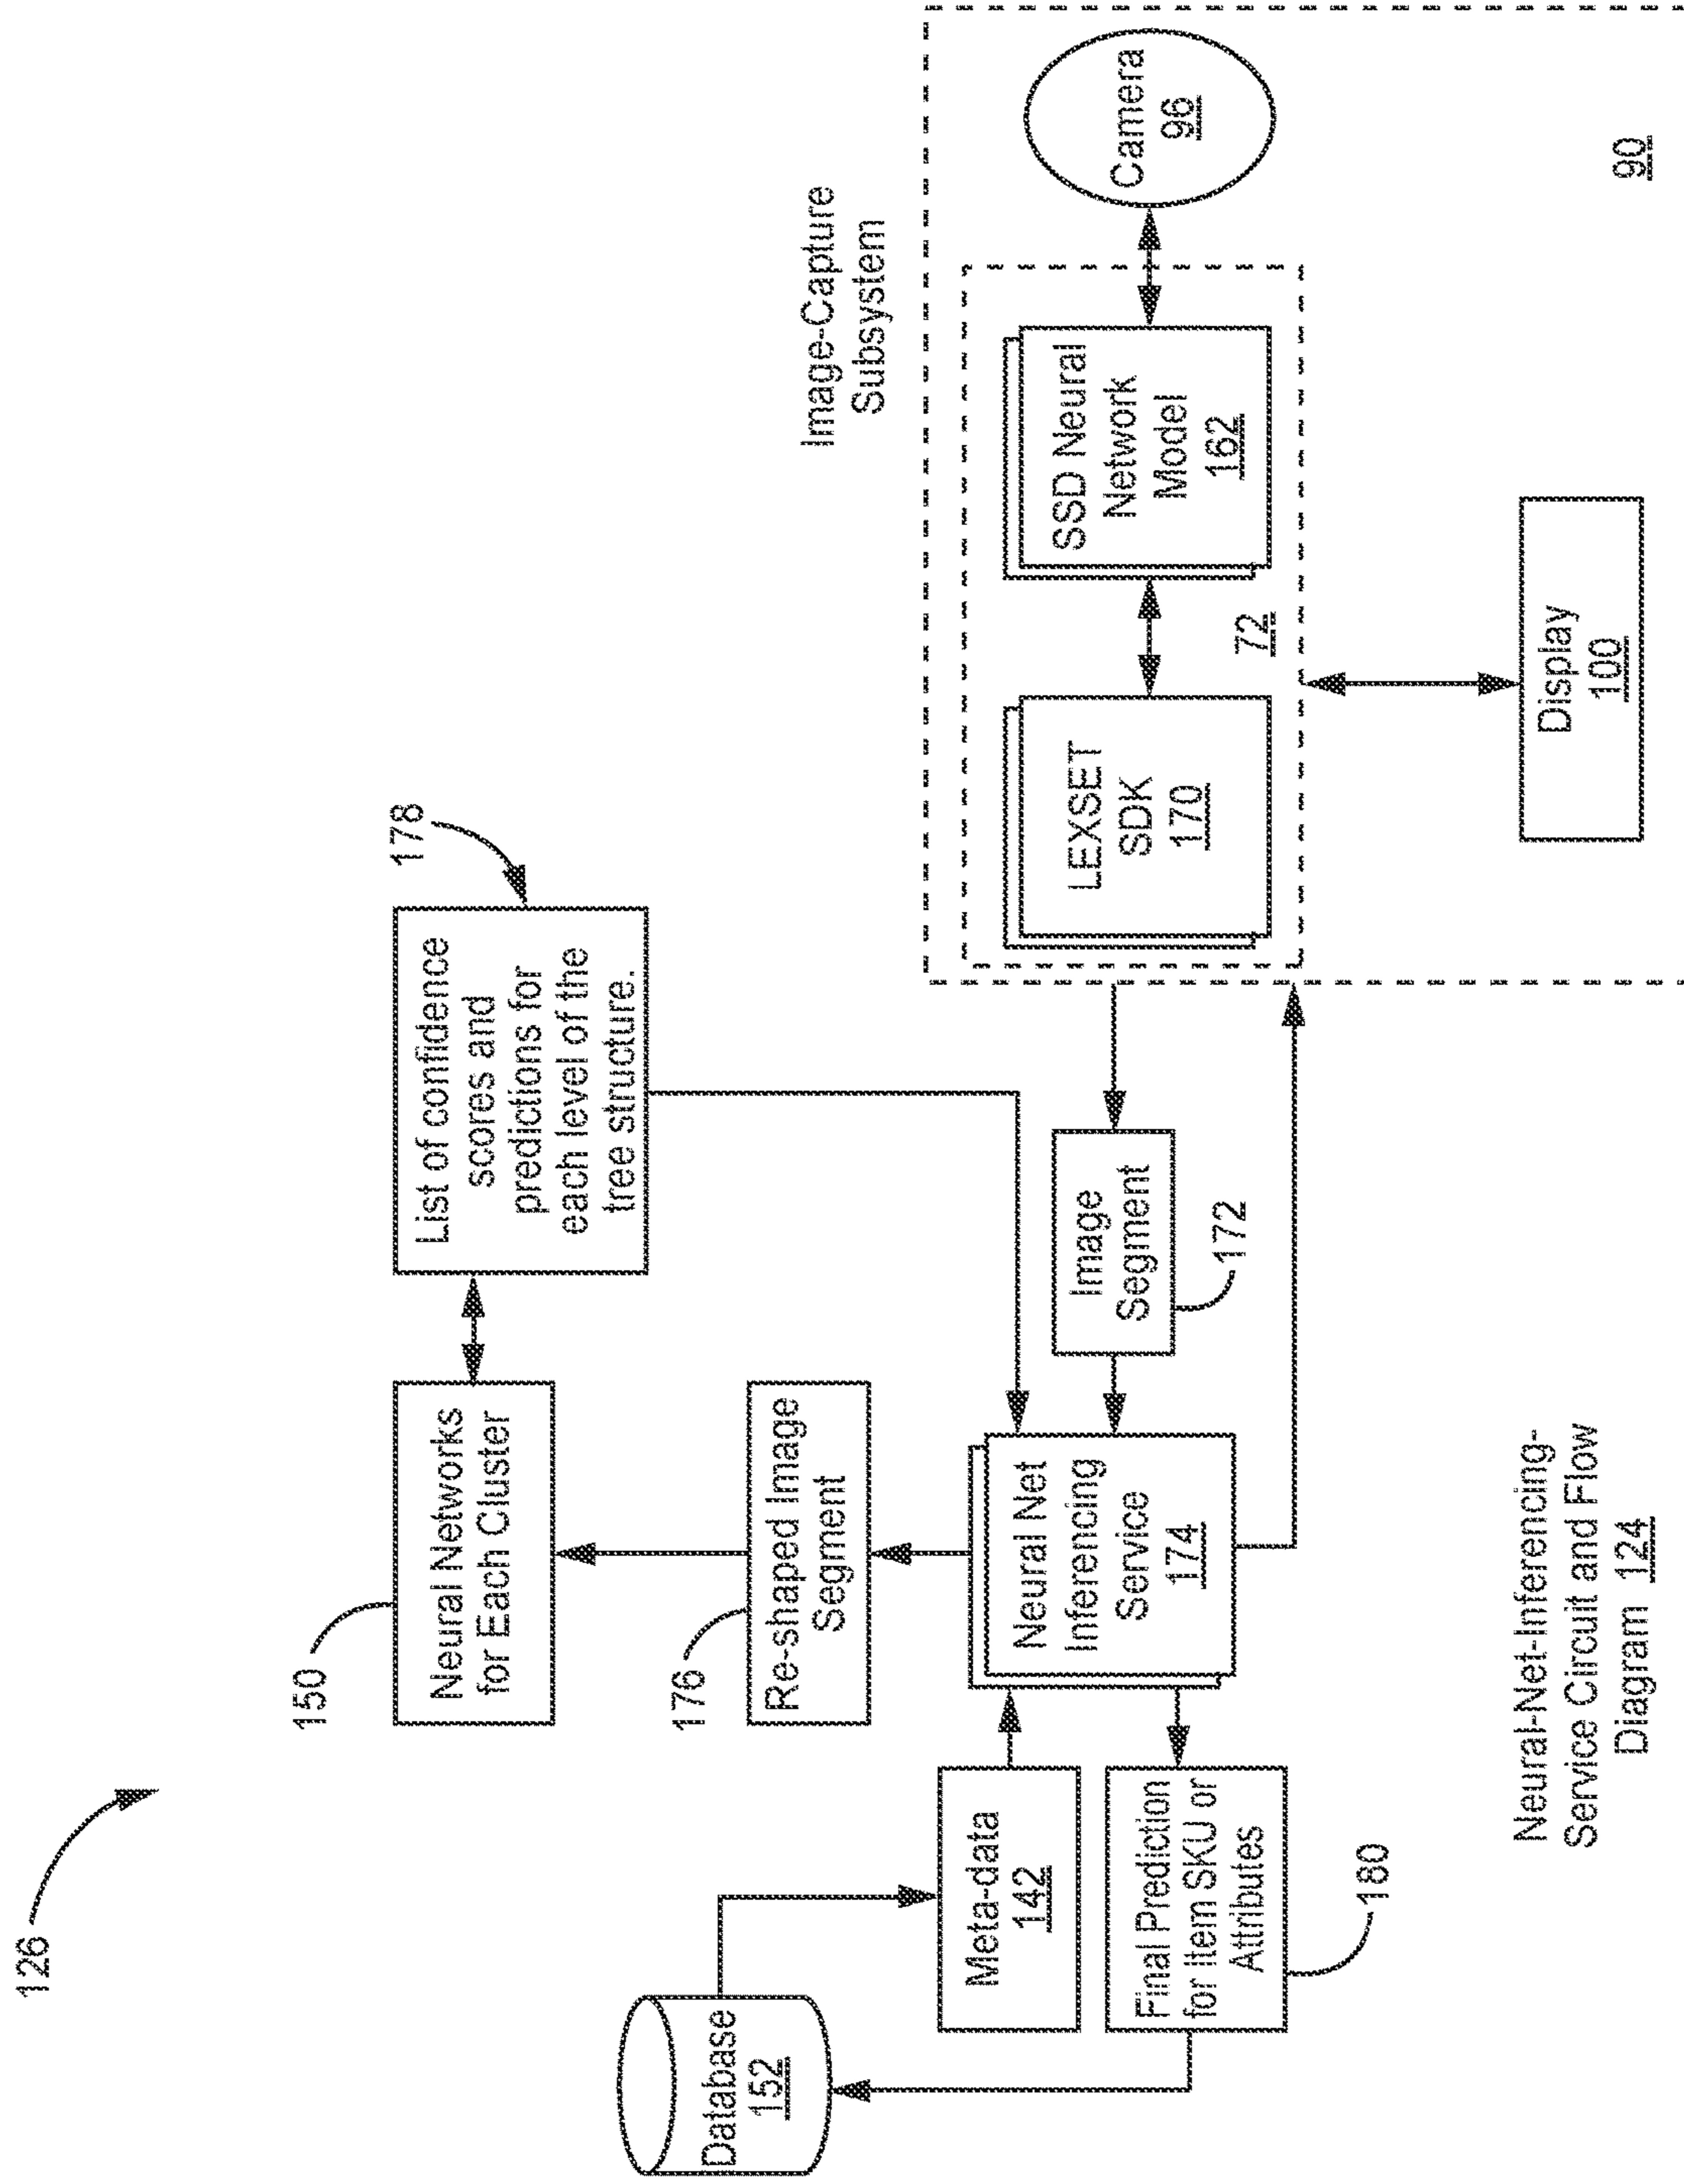 126
150
Neural Networks
for Each Cluster
178
List of confidence
scores and
predictions for
each level of the
tree structure.
176
Re-shaped Image
Segment
Database
152
Meta-data
142
Final Prediction
for Item SKU or
Attributes
180
Neural Net
Inferencing
Service
174
Image
Segment
172
Image-Capture
Subsystem
LEXSET
SDK
170
SSD Neural
Network
Model
162
Camera
96
72
Display
100
90
Neural-Net-Inferencing-
Service Circuit and Flow
Diagram 124